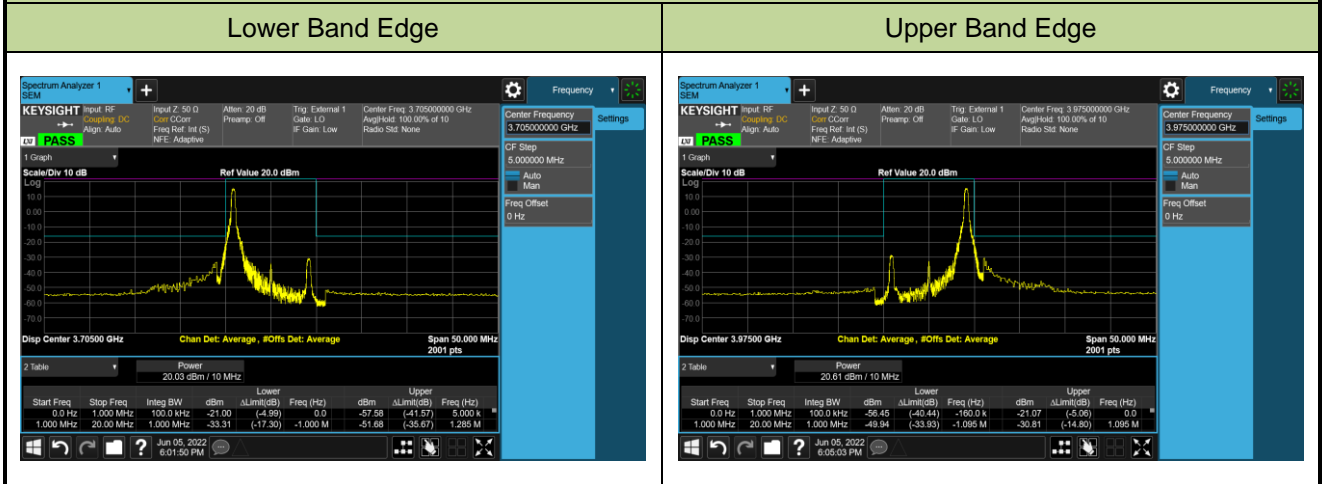 Lower Band Edge
Upper Band Edge
Spectrum Analyzer 1
SEM
Frequency
KEYSIGHT
Input: RF
Coupling: DC
Align: Auto
Input Z: 50 Ω
Corr CCorr
Freq Ref: Int (S)
NFE: Adaptive
Atten: 20 dB
Preamp: Off
Trig: External 1
Gate: LO
IF Gain: Low
Center Freq: 3.705000000 GHz
Avg|Hold: 100.00% of 10
Radio Std: None
LXI
PASS
Center Frequency
3.705000000 GHz
Settings
CF Step
5.000000 MHz
Auto
Man
Freq Offset
0 Hz
1 Graph
Scale/Div 10 dB
Ref Value 20.0 dBm
Log
10.0
0.00
-10.0
-20.0
-30.0
-40.0
-50.0
-60.0
-70.0
Disp Center 3.70500 GHz
Chan Det: Average, #Offs Det: Average
Span 50.000 MHz
2001 pts
2 Table
Power
20.03 dBm / 10 MHz
Lower Upper
Start Freq Stop Freq Integ BW dBm ΔLimit(dB) Freq (Hz) dBm ΔLimit(dB) Freq (Hz)
0.0 Hz 1.000 MHz 100.0 kHz -21.00 (-4.99) 0.0 -57.58 (-41.57) 5.000 k
1.000 MHz 20.00 MHz 1.000 MHz -33.31 (-17.30) -1.000 M -51.68 (-35.67) 1.285 M
?
Jun 05, 2022
6:01:50 PM
Spectrum Analyzer 1
SEM
Frequency
KEYSIGHT
Input: RF
Coupling: DC
Align: Auto
Input Z: 50 Ω
Corr CCorr
Freq Ref: Int (S)
NFE: Adaptive
Atten: 20 dB
Preamp: Off
Trig: External 1
Gate: LO
IF Gain: Low
Center Freq: 3.975000000 GHz
Avg|Hold: 100.00% of 10
Radio Std: None
LXI
PASS
Center Frequency
3.975000000 GHz
Settings
CF Step
5.000000 MHz
Auto
Man
Freq Offset
0 Hz
1 Graph
Scale/Div 10 dB
Ref Value 20.0 dBm
Log
10.0
0.00
-10.0
-20.0
-30.0
-40.0
-50.0
-60.0
-70.0
Disp Center 3.97500 GHz
Chan Det: Average, #Offs Det: Average
Span 50.000 MHz
2001 pts
2 Table
Power
20.61 dBm / 10 MHz
Lower Upper
Start Freq Stop Freq Integ BW dBm ΔLimit(dB) Freq (Hz) dBm ΔLimit(dB) Freq (Hz)
0.0 Hz 1.000 MHz 100.0 kHz -56.45 (-40.44) -160.0 k -21.07 (-5.06) 0.0
1.000 MHz 20.00 MHz 1.000 MHz -49.94 (-33.93) -1.095 M -30.81 (-14.80) 1.095 M
?
Jun 05, 2022
6:05:03 PM